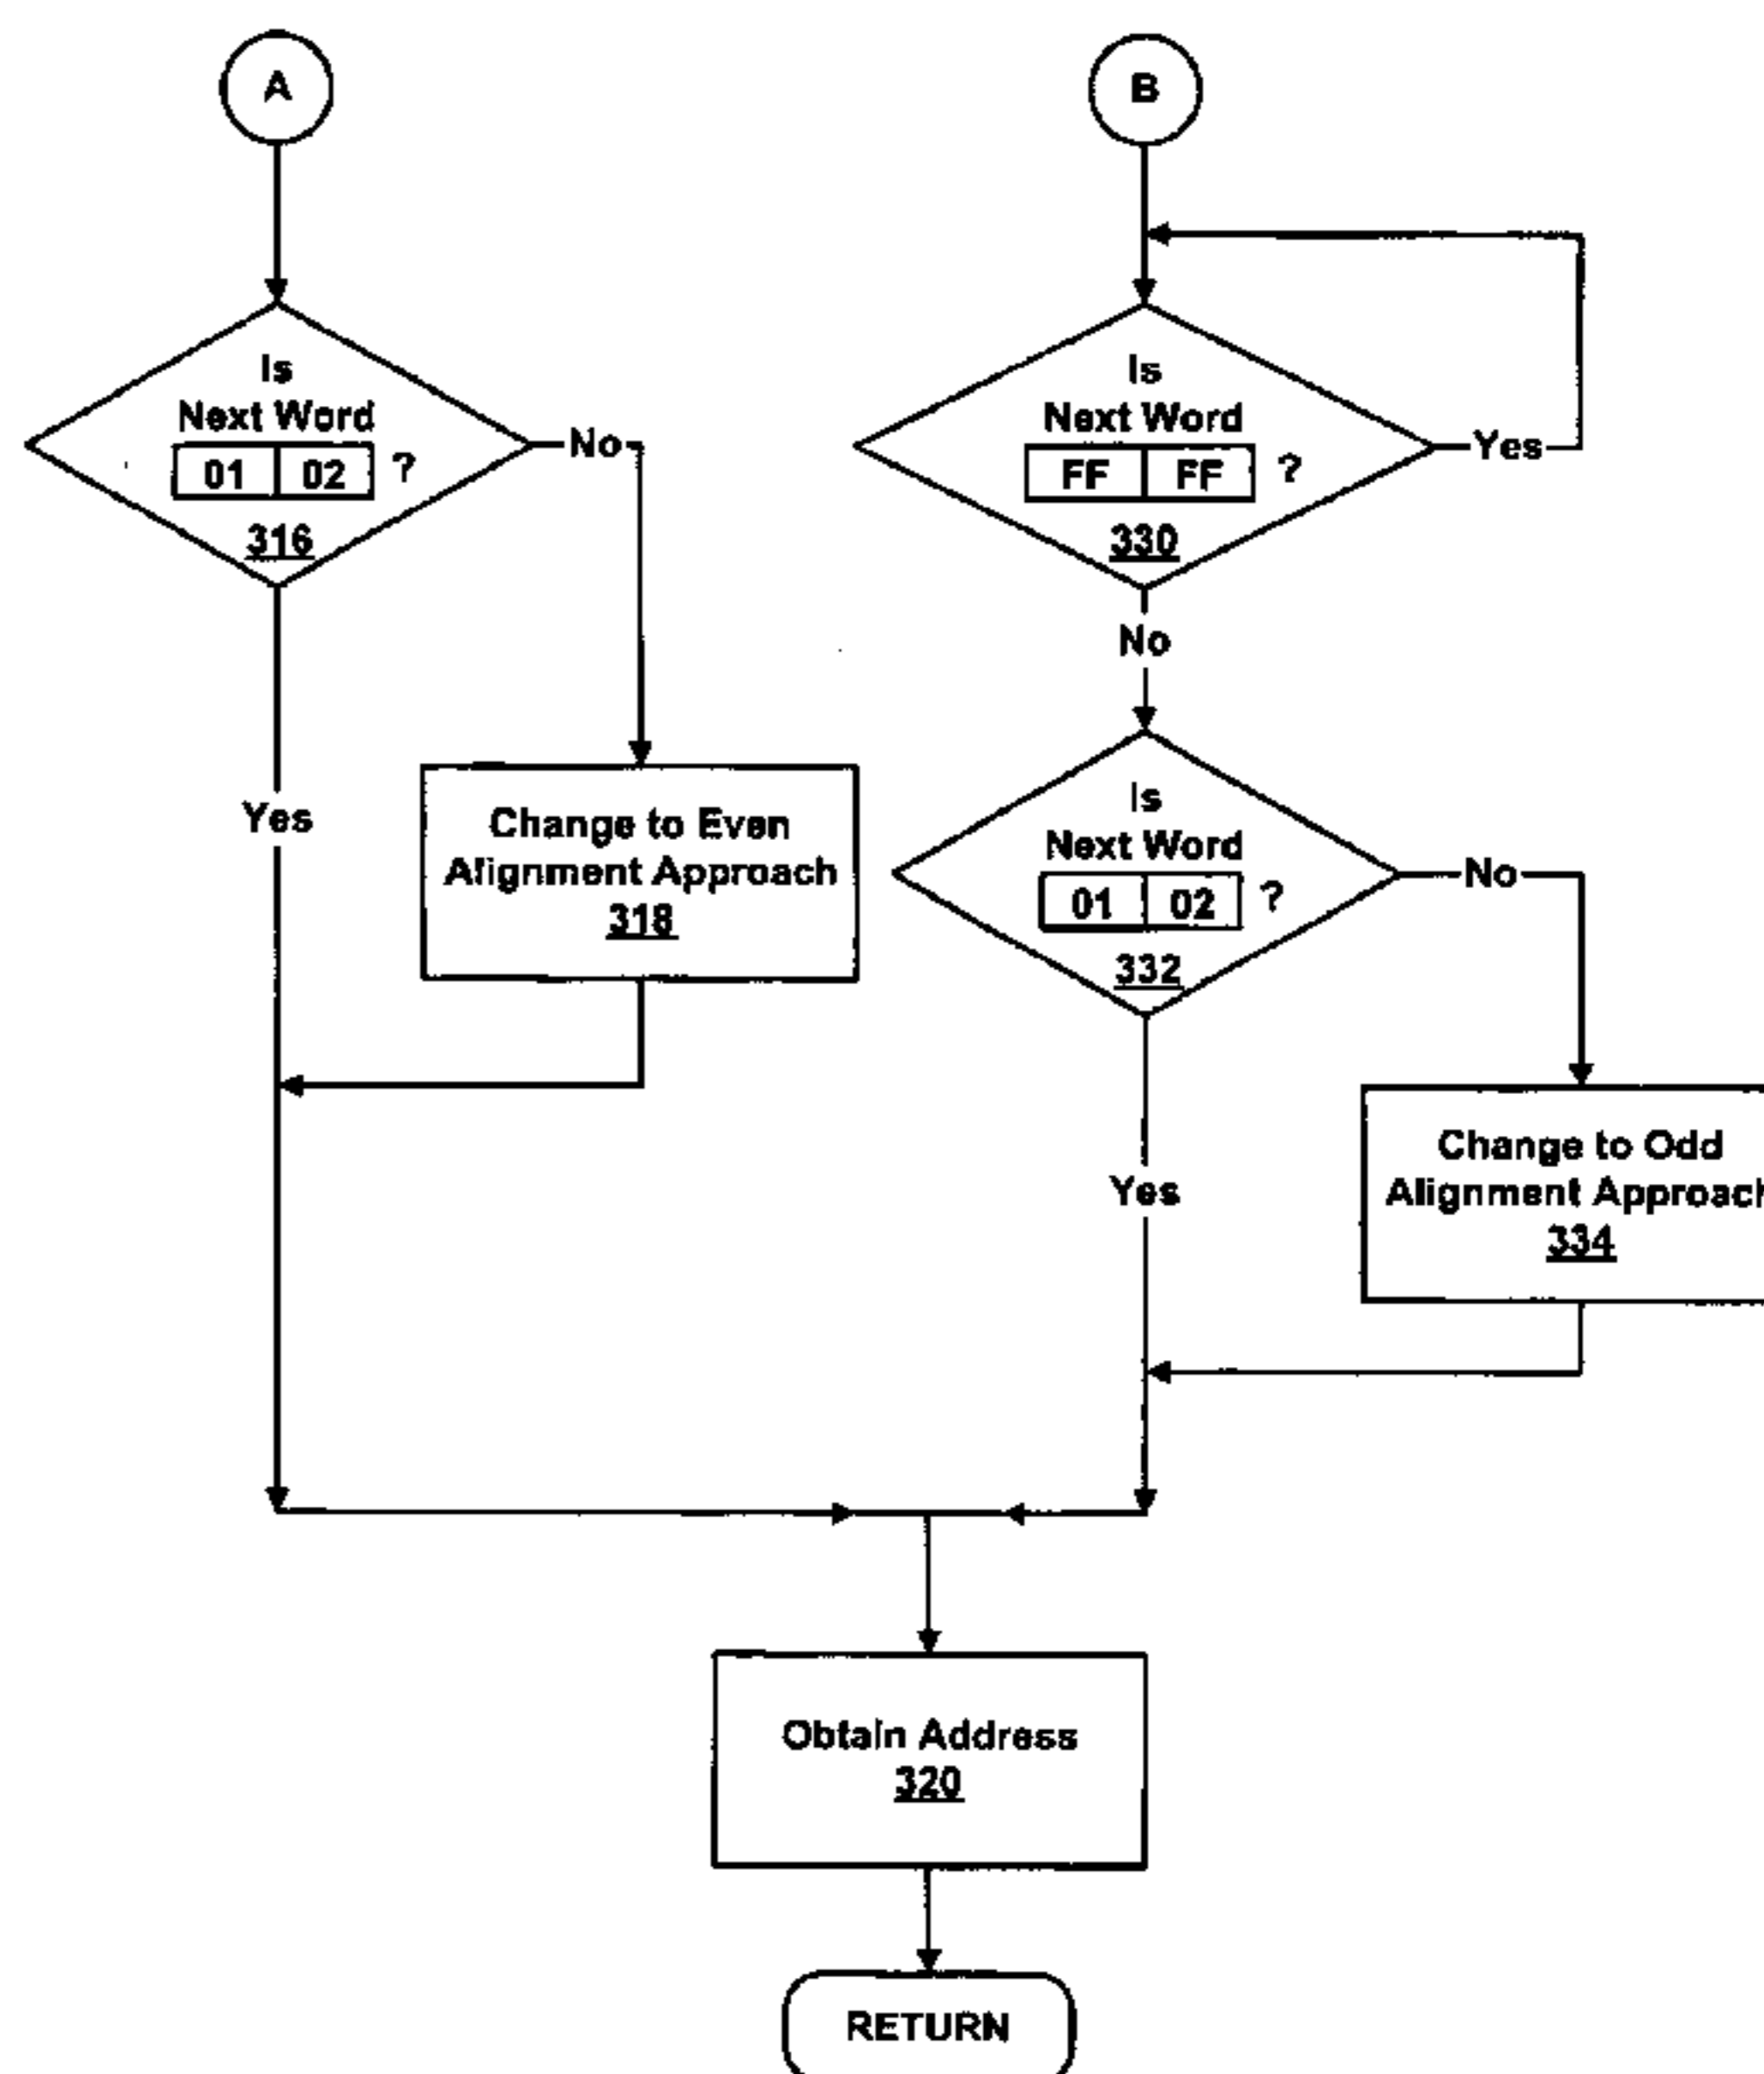 A
Is
Next Word
01 02 ?
316
No
Yes
Change to Even
Alignment Approach
318
B
Is
Next Word
FF FF ?
330
Yes
No
Is
Next Word
01 02 ?
332
No
Yes
Change to Odd
Alignment Approach
334
Obtain Address
320
RETURN